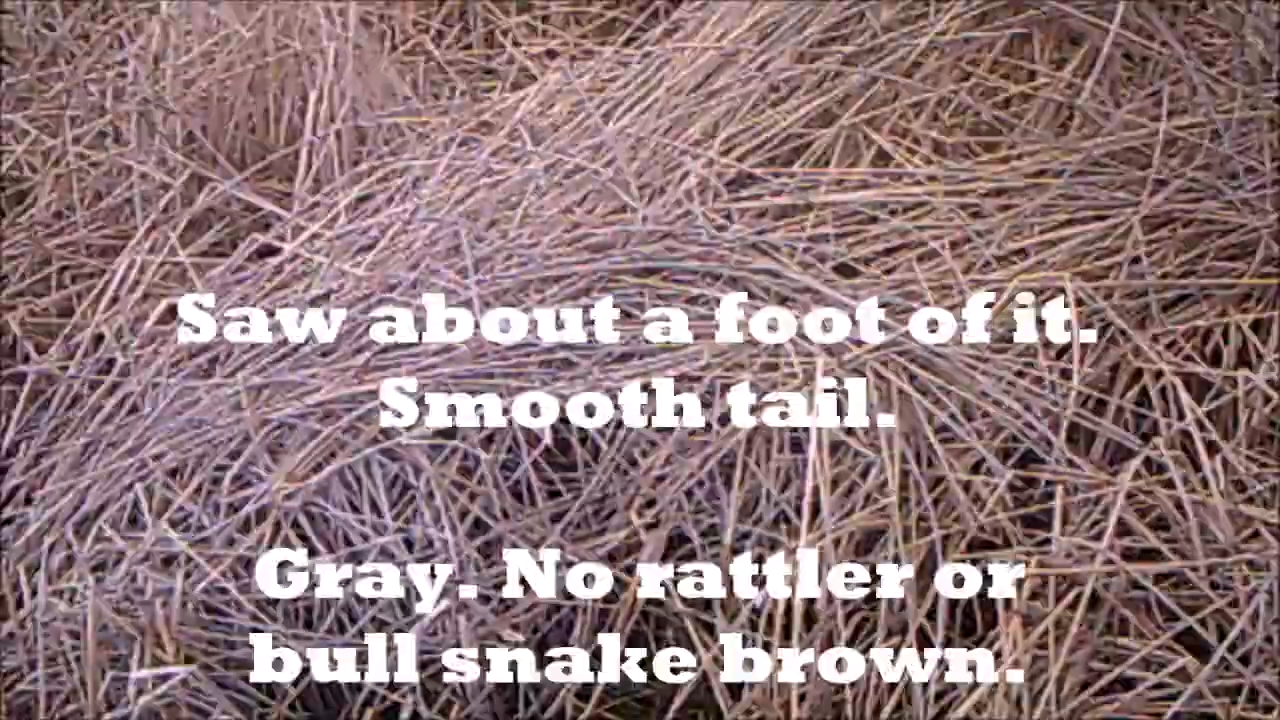 Saw about a foot of it.
Smooth tail.
Gray. No rattler or
bull snake brown.